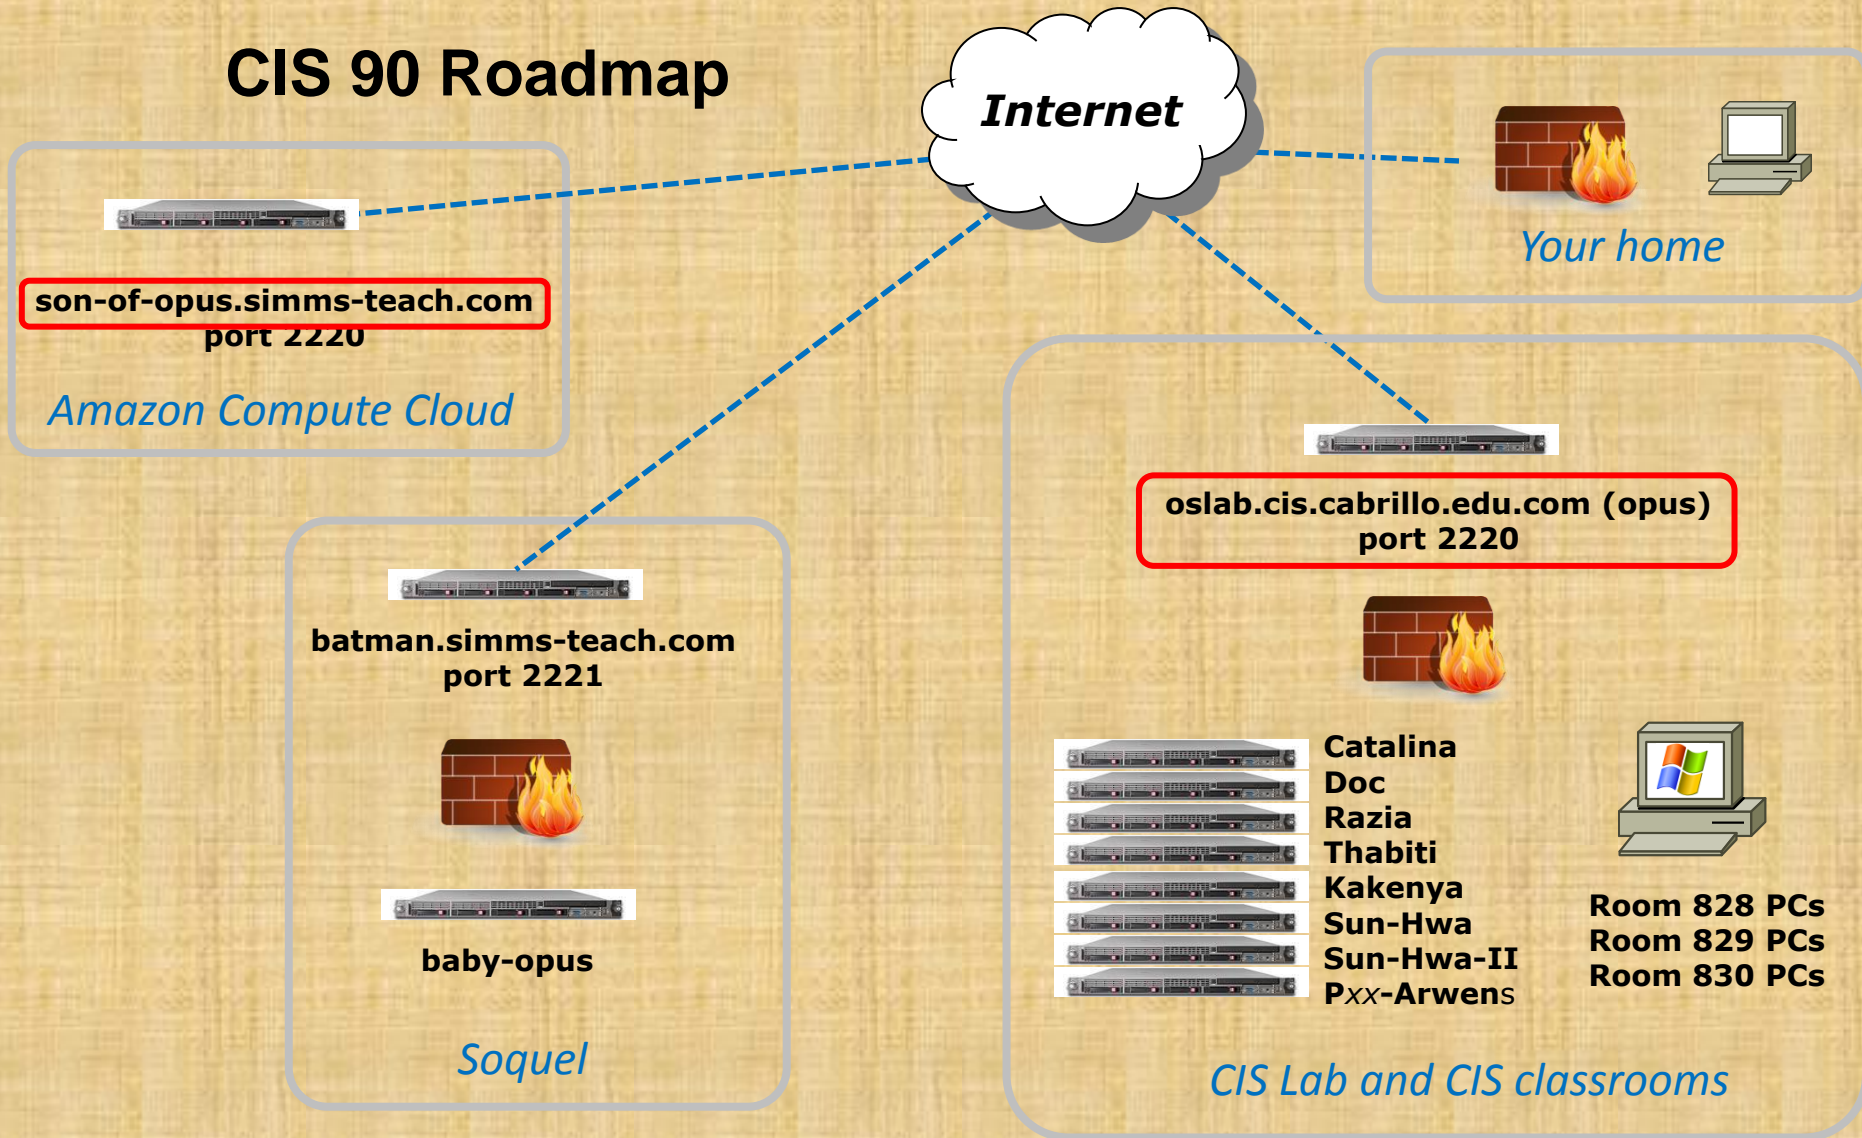 CIS 90 Roadmap
Internet
Your home
son-of-opus.simms-teach.com
port 2220
Amazon Compute Cloud
oslab.cis.cabrillo.edu.com (opus)
port 2220
batman.simms-teach.com
port 2221
baby-opus
Soquel
Catalina
Doc
Razia
Thabiti
Kakenya
Sun-Hwa
Sun-Hwa-II
Pxx-Arwens
Room 828 PCs
Room 829 PCs
Room 830 PCs
CIS Lab and CIS classrooms